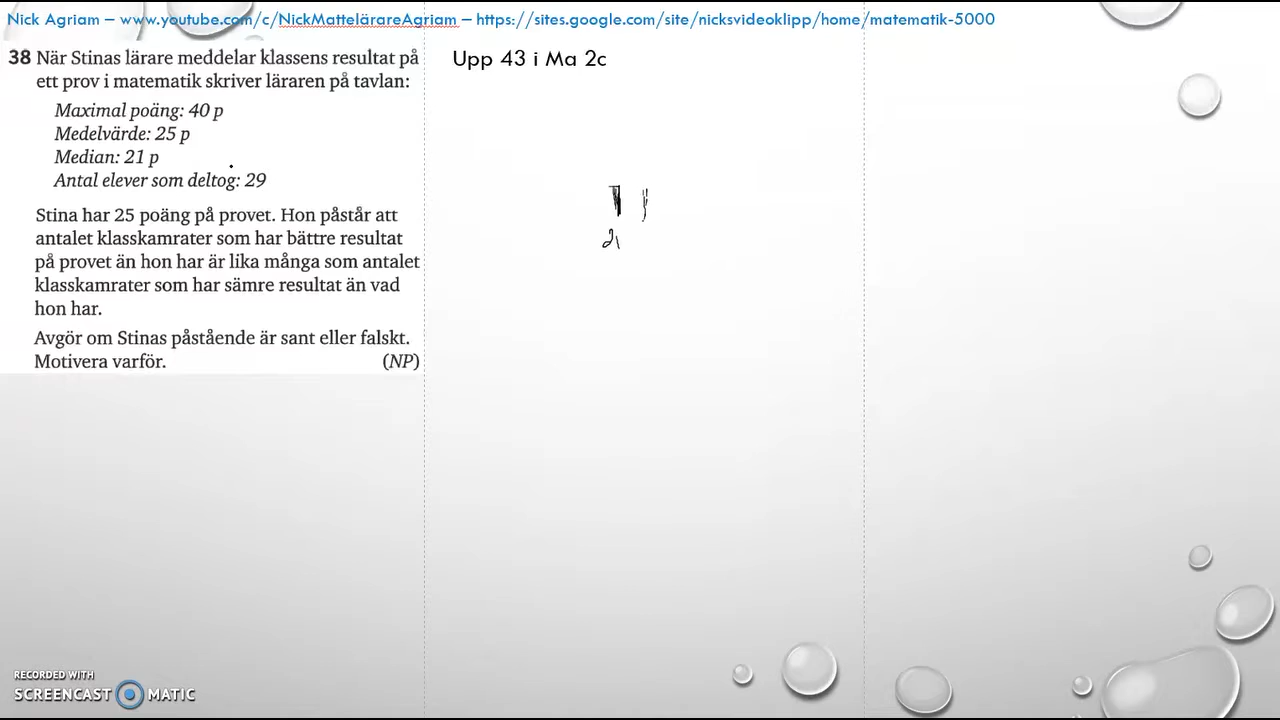 Nick Agriam – www.youtube.com/c/NickMattelärareAgriam – https://sites.google.com/site/nicksvideoklipp/home/matematik-5000
38 När Stinas lärare meddelar klassens resultat på
ett prov i matematik skriver läraren på tavlan:
Maximal poäng: 40 p
Medelvärde: 25 p
Median: 21 p
Antal elever som deltog: 29
Stina har 25 poäng på provet. Hon påstår att
antalet klasskamrater som har bättre resultat
på provet än hon har är lika många som antalet
klasskamrater som har sämre resultat än vad
hon har.
Avgör om Stinas påstående är sant eller falskt.
Motivera varför. (NP)
Upp 43 i Ma 2c
21
RECORDED WITH
SCREENCAST MATIC